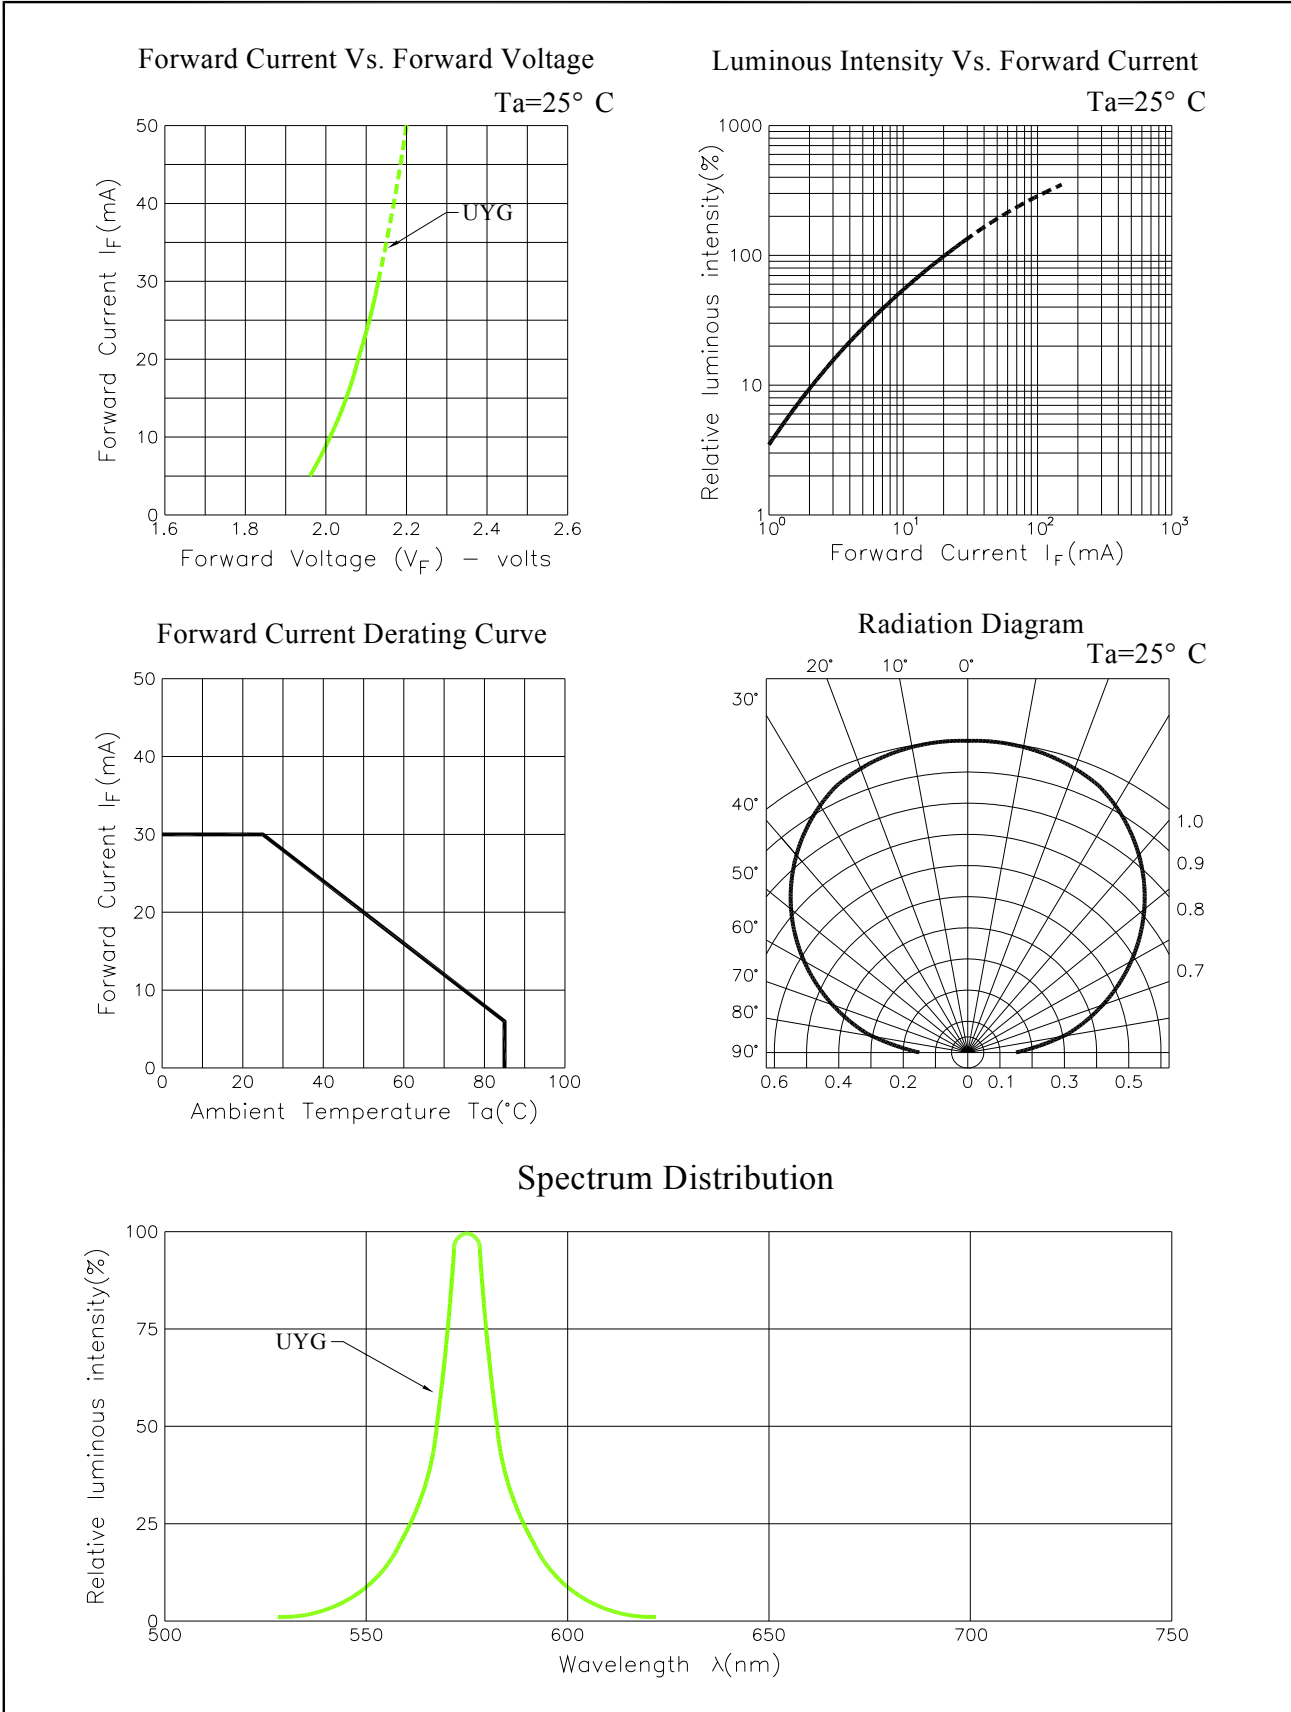 Forward Current Vs. Forward Voltage
Ta=25° C
50
40
30
20
10
0
Forward Current IF(mA)
UYG
1.6 1.8 2.0 2.2 2.4 2.6
Forward Voltage (VF) – volts
Luminous Intensity Vs. Forward Current
Ta=25° C
1000
100
10
1
Relative luminous intensity(%)
10⁰ 10¹ 10² 10³
Forward Current IF(mA)
Forward Current Derating Curve
50
40
30
20
10
0
Forward Current IF(mA)
0 20 40 60 80 100
Ambient Temperature Ta(°C)
Radiation Diagram
Ta=25° C
20° 10° 0°
30°
40°
50°
60°
70°
80°
90°
1.0
0.9
0.8
0.7
0.6 0.4 0.2 0 0.1 0.3 0.5
Spectrum Distribution
100
75
50
25
0
Relative luminous intensity(%)
UYG
500 550 600 650 700 750
Wavelength λ(nm)